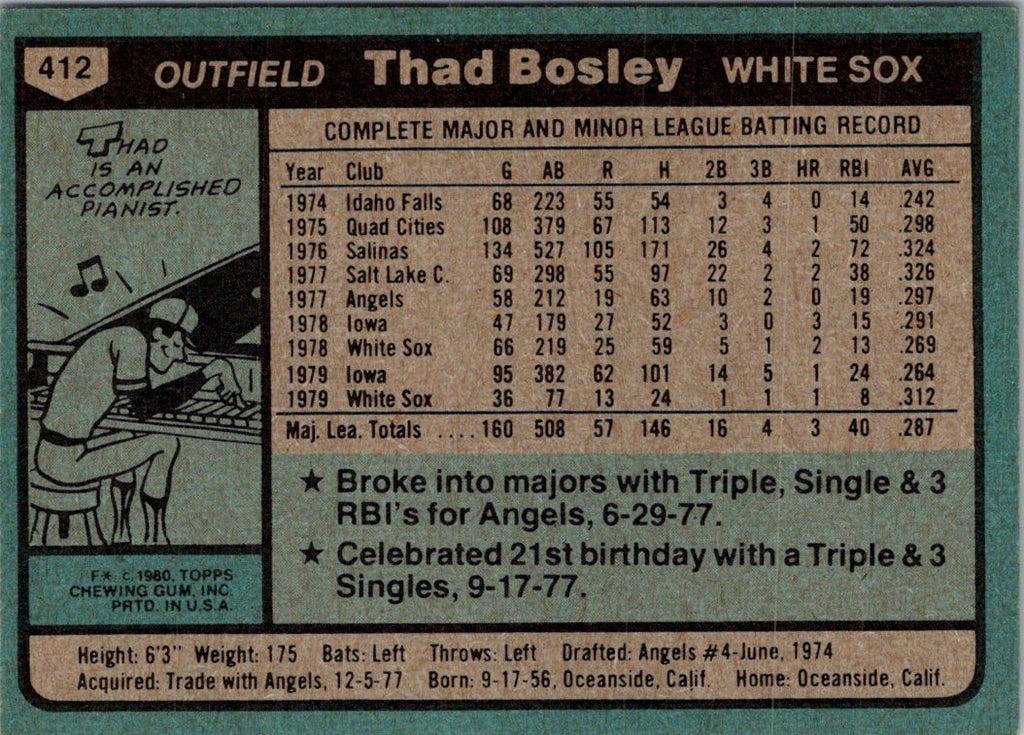 412 OUTFIELD Thad Bosley WHITE SOX
THAD
IS AN
ACCOMPLISHED
PIANIST.
F* © 1980, TOPPS
CHEWING GUM, INC.
PRTD. IN U.S.A.
COMPLETE MAJOR AND MINOR LEAGUE BATTING RECORD
Year Club G AB R H 2B 3B HR RBI AVG
1974 Idaho Falls 68 223 55 54 3 4 0 14 .242
1975 Quad Cities 108 379 67 113 12 3 1 50 .298
1976 Salinas 134 527 105 171 26 4 2 72 .324
1977 Salt Lake C. 69 298 55 97 22 2 2 38 .326
1977 Angels 58 212 19 63 10 2 0 19 .297
1978 Iowa 47 179 27 52 3 0 3 15 .291
1978 White Sox 66 219 25 59 5 1 2 13 .269
1979 Iowa 95 382 62 101 14 5 1 24 .264
1979 White Sox 36 77 13 24 1 1 1 8 .312
Maj. Lea. Totals .... 160 508 57 146 16 4 3 40 .287
★ Broke into majors with Triple, Single & 3
RBI's for Angels, 6-29-77.
★ Celebrated 21st birthday with a Triple & 3
Singles, 9-17-77.
Height: 6'3" Weight: 175 Bats: Left Throws: Left Drafted: Angels #4-June, 1974
Acquired: Trade with Angels, 12-5-77 Born: 9-17-56, Oceanside, Calif. Home: Oceanside, Calif.